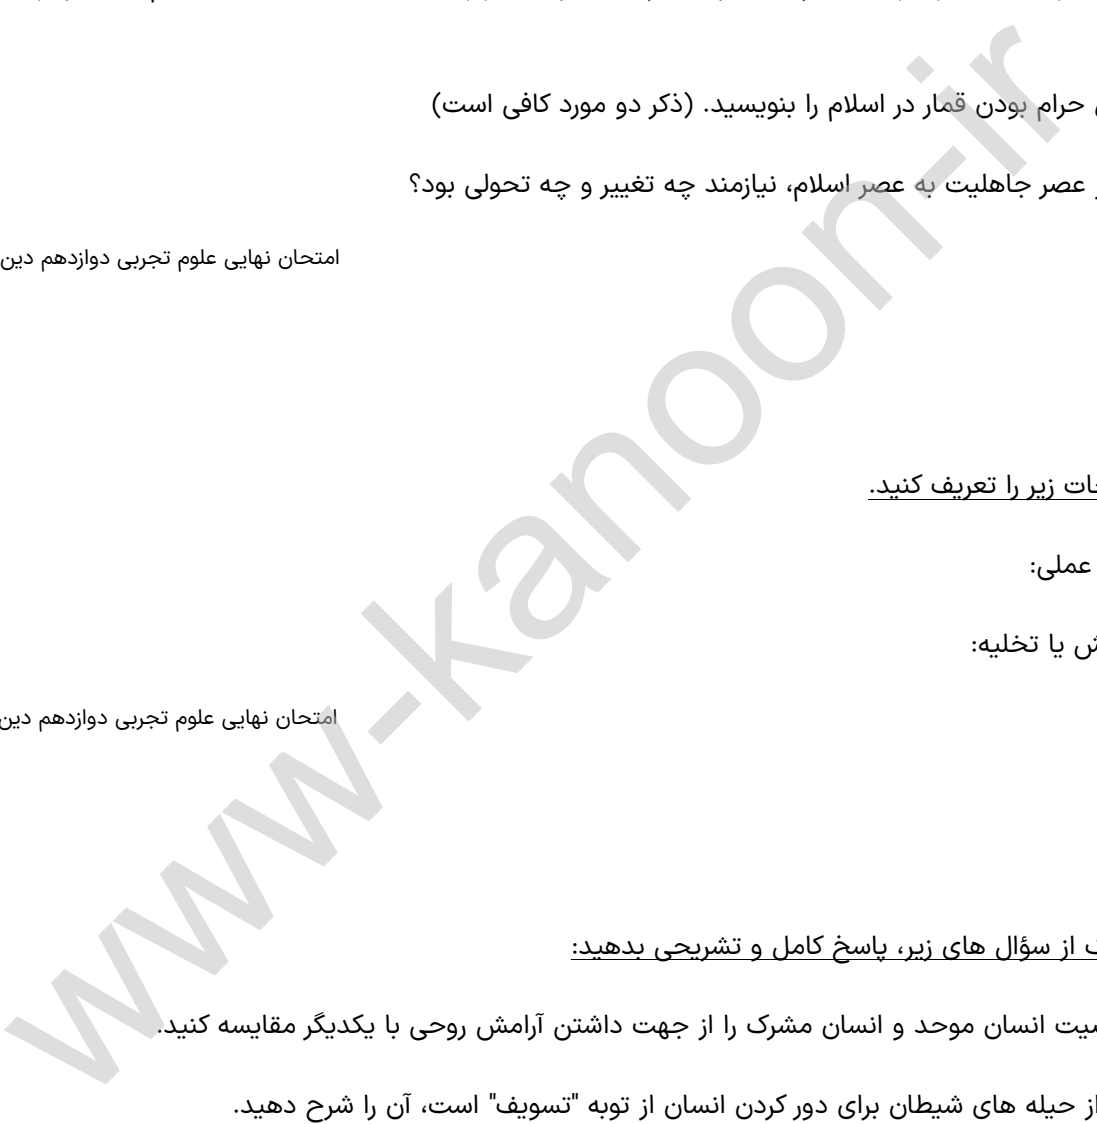 حرام بودن قمار در اسلام را بنویسید. (ذکر دو مورد کافی است)
عصر جاهلیت به عصر اسلام، نیازمند چه تغییر و چه تحولی بود؟
امتحان نهایی علوم تجربی دوازدهم دین
زیر را تعریف کنید.
عملی:
یا تخلیه:
امتحان نهایی علوم تجربی دوازدهم دین
از سؤال های زیر، پاسخ کامل و تشریحی بدهید:
انسان موحد و انسان مشرک را از جهت داشتن آرامش روحی با یکدیگر مقایسه کنید.
از حیله های شیطان برای دور کردن انسان از توبه "تسویف" است، آن را شرح دهید.
www-kanoon-ir